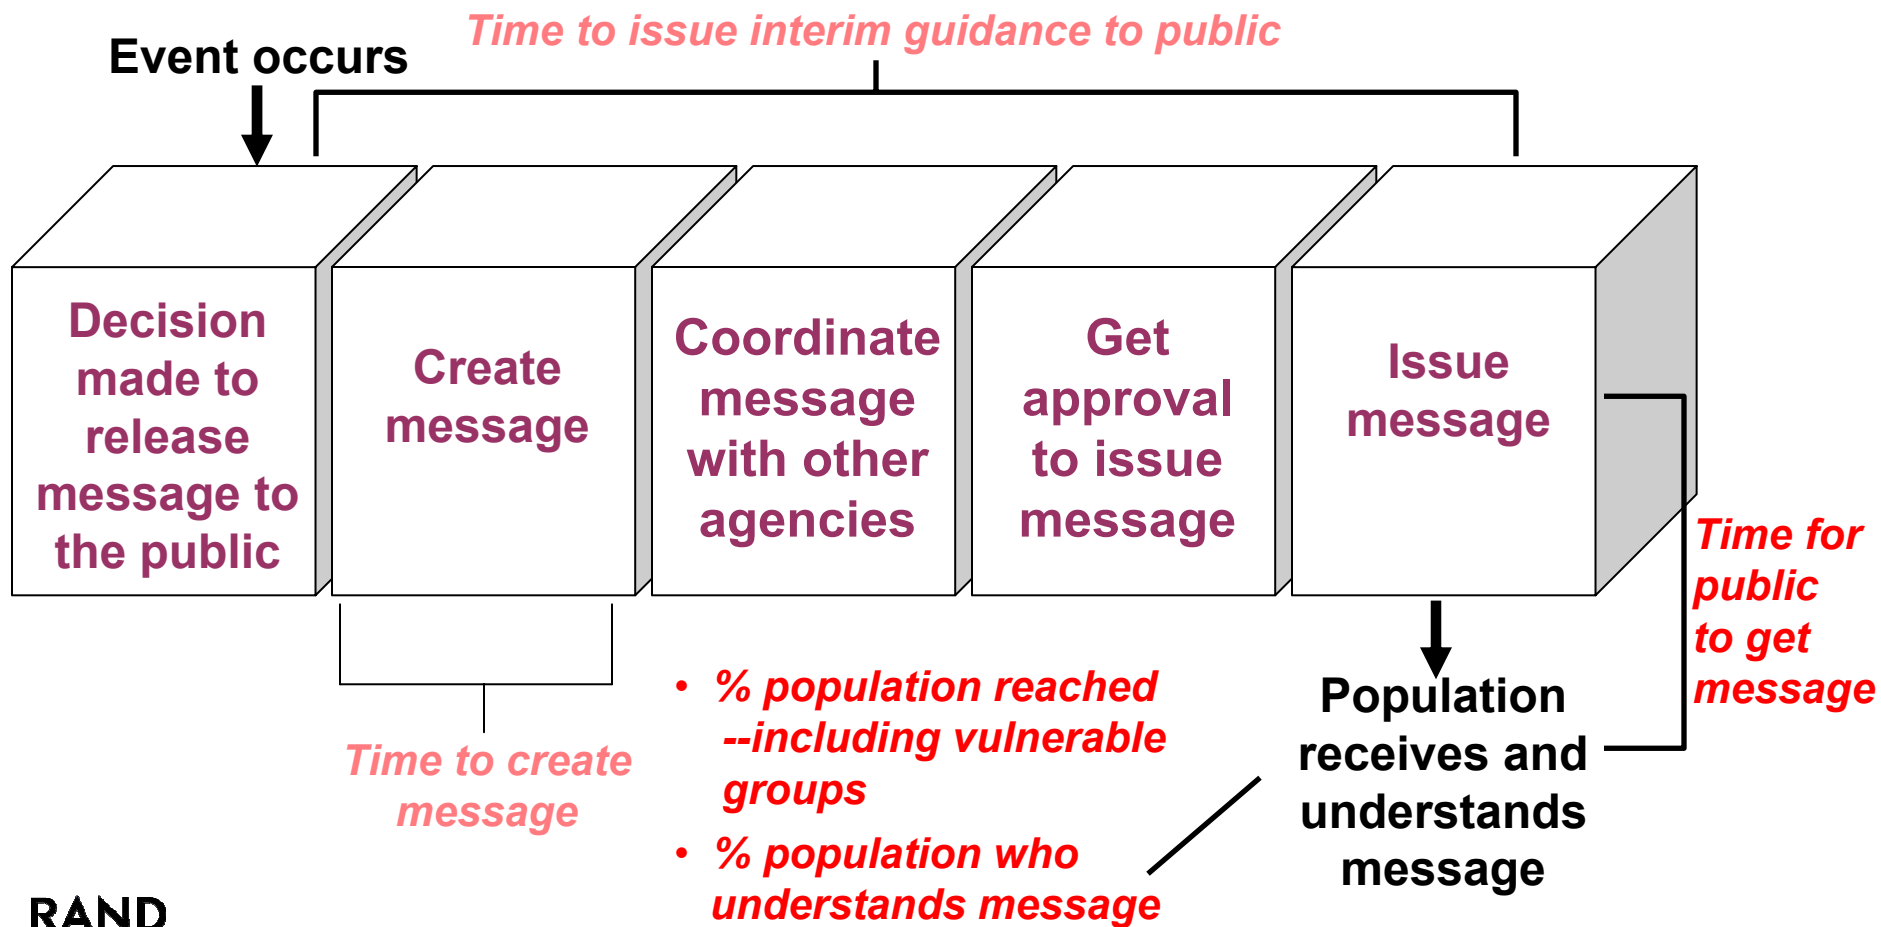 Time to issue interim guidance to public
Event occurs
Decision
made to
release
message to
the public
Create
message
Coordinate
message
with other
agencies
Get
approval
to issue
message
Issue
message
Time for
public
to get
message
Time to create
message
• % population reached
--including vulnerable
groups
• % population who
understands message
Population
receives and
understands
message
RAND